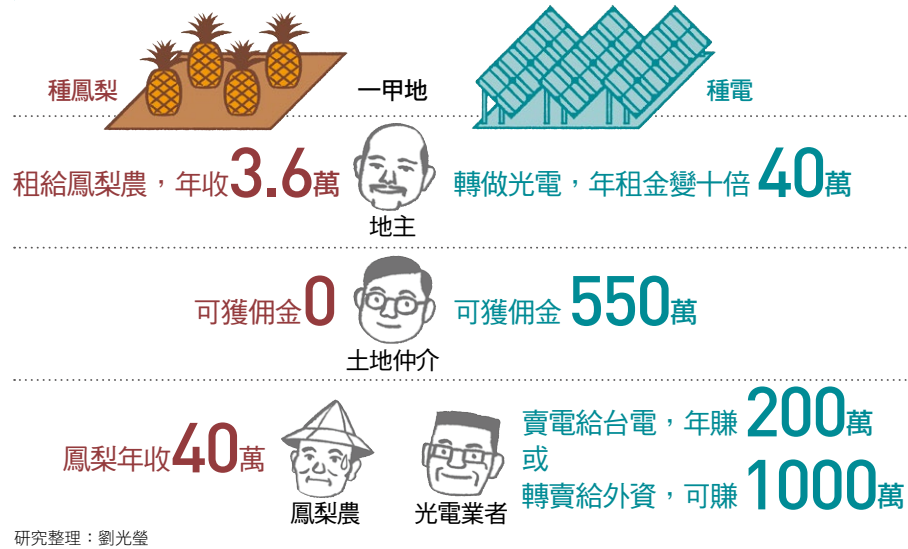 種鳳梨
一甲地
種電
租給鳳梨農，年收3.6萬
地主
轉做光電，年租金變十倍 40萬
可獲佣金0
土地仲介
可獲佣金 550萬
鳳梨年收40萬
鳳梨農
光電業者
賣電給台電，年賺 200萬
或
轉賣給外資，可賺 1000萬
研究整理：劉光瑩